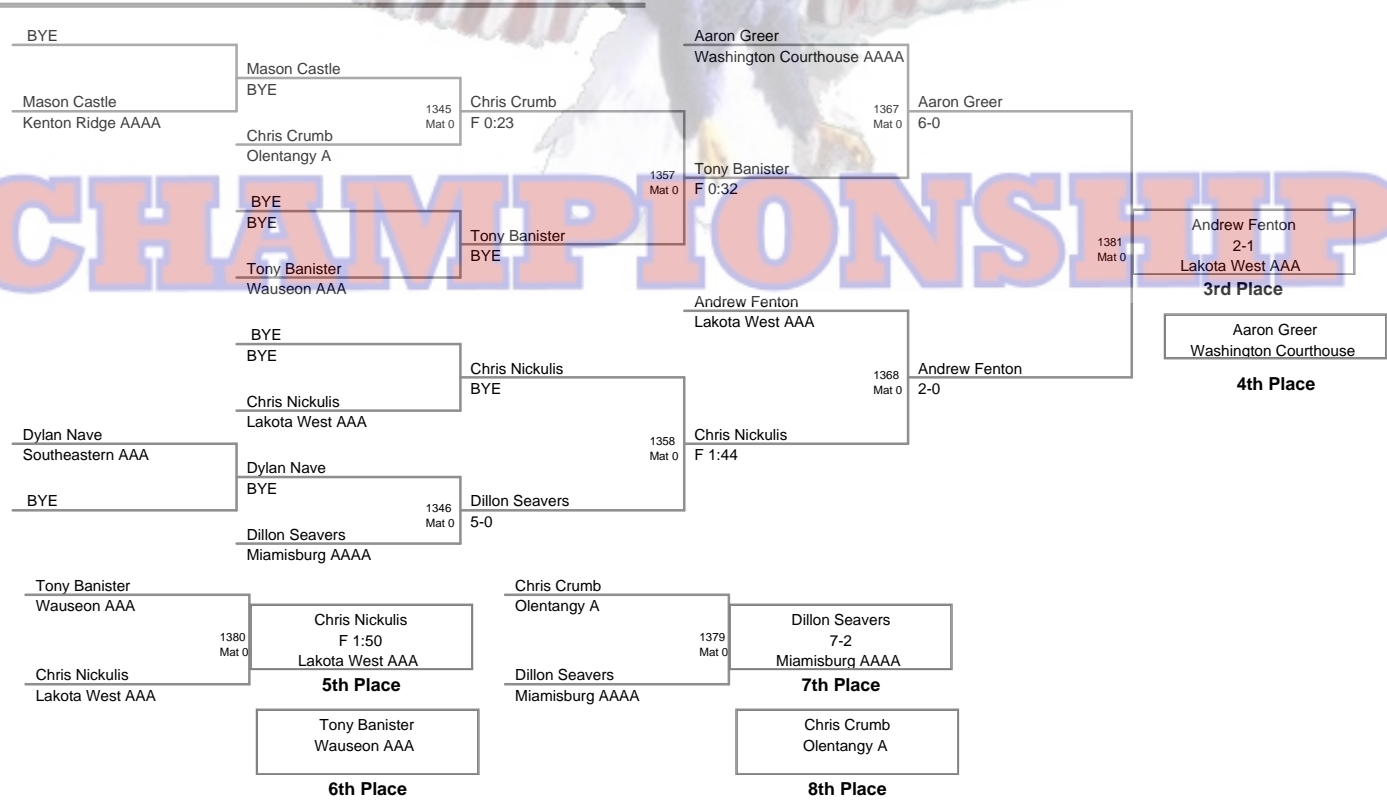 BYE
Mason Castle
Kenton Ridge AAAA
Mason Castle
BYE
Chris Crumb
Olentangy A
1345
Mat 0
Chris Crumb
F 0:23
BYE
BYE
Tony Banister
Wauseon AAA
Tony Banister
BYE
1357
Mat 0
Tony Banister
F 0:32
Aaron Greer
Washington Courthouse AAAA
1367
Mat 0
Aaron Greer
6-0
CHAMPIONSHIP
1381
Mat 0
Andrew Fenton
2-1
Lakota West AAA
3rd Place
Aaron Greer
Washington Courthouse
4th Place
BYE
BYE
Chris Nickulis
Lakota West AAA
Chris Nickulis
BYE
Dylan Nave
Southeastern AAA
BYE
Dylan Nave
BYE
Dillon Seavers
Miamisburg AAAA
1346
Mat 0
Dillon Seavers
5-0
1358
Mat 0
Chris Nickulis
F 1:44
Andrew Fenton
Lakota West AAA
1368
Mat 0
Andrew Fenton
2-0
Tony Banister
Wauseon AAA
Chris Nickulis
Lakota West AAA
1380
Mat 0
Chris Nickulis
F 1:50
Lakota West AAA
5th Place
Tony Banister
Wauseon AAA
6th Place
Chris Crumb
Olentangy A
Dillon Seavers
Miamisburg AAAA
1379
Mat 0
Dillon Seavers
7-2
Miamisburg AAAA
7th Place
Chris Crumb
Olentangy A
8th Place